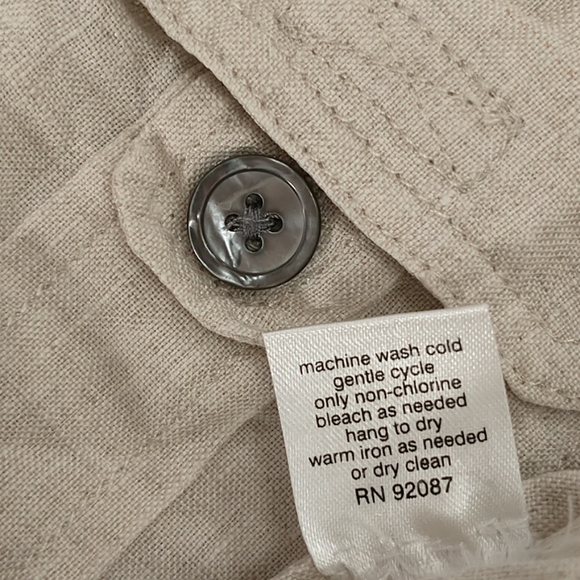 machine wash cold
gentle cycle
only non-chlorine
bleach as needed
hang to dry
warm iron as needed
or dry clean
RN 92087